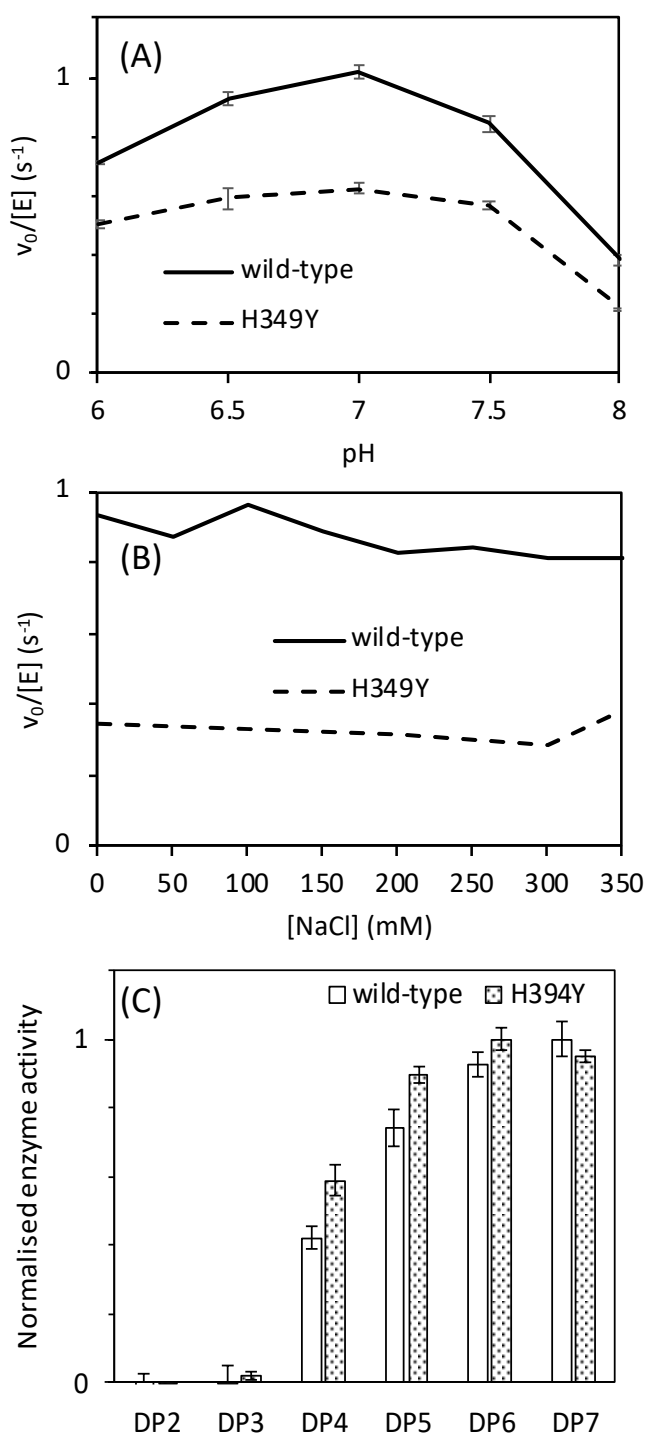 (A)
1
0
v₀/[E] (s⁻¹)
wild-type
H349Y
6 6.5 7 7.5 8
pH
1
(B)
v₀/[E] (s⁻¹)
wild-type
H349Y
0
0 50 100 150 200 250 300 350
[NaCl] (mM)
(C)
wild-type H394Y
1
Normalised enzyme activity
0
DP2 DP3 DP4 DP5 DP6 DP7